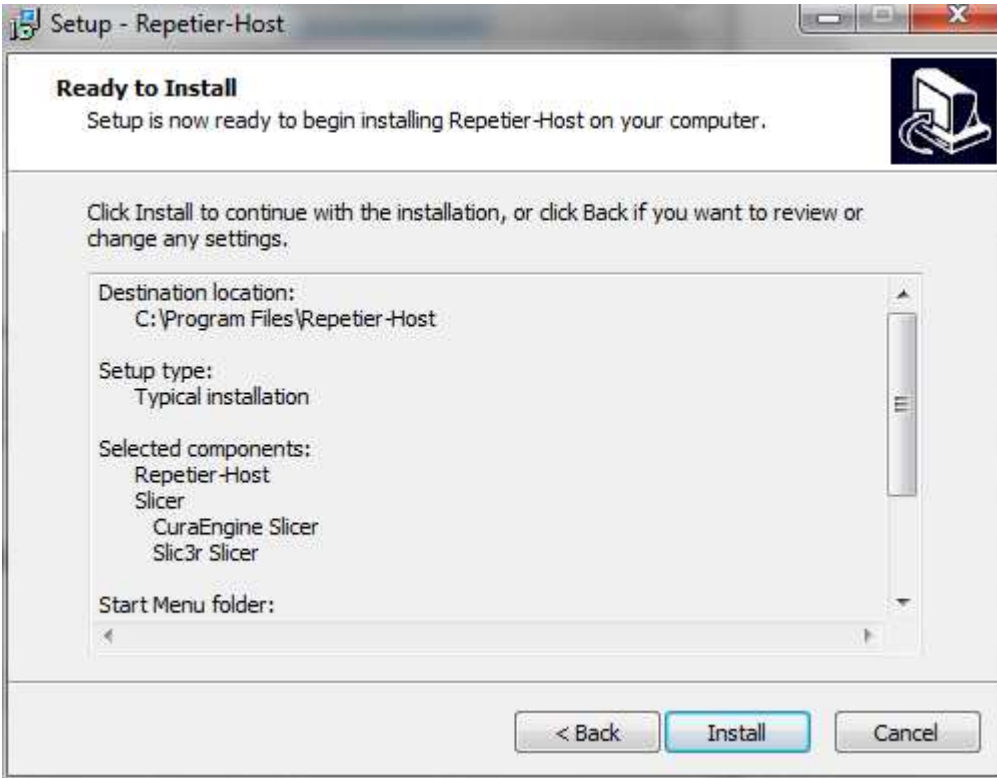 Setup - Repetier-Host
Ready to Install
Setup is now ready to begin installing Repetier-Host on your computer.
Click Install to continue with the installation, or click Back if you want to review or
change any settings.
Destination location:
C:\Program Files\Repetier-Host
Setup type:
Typical installation
Selected components:
Repetier-Host
Slicer
CuraEngine Slicer
Slic3r Slicer
Start Menu folder:
< Back Install Cancel